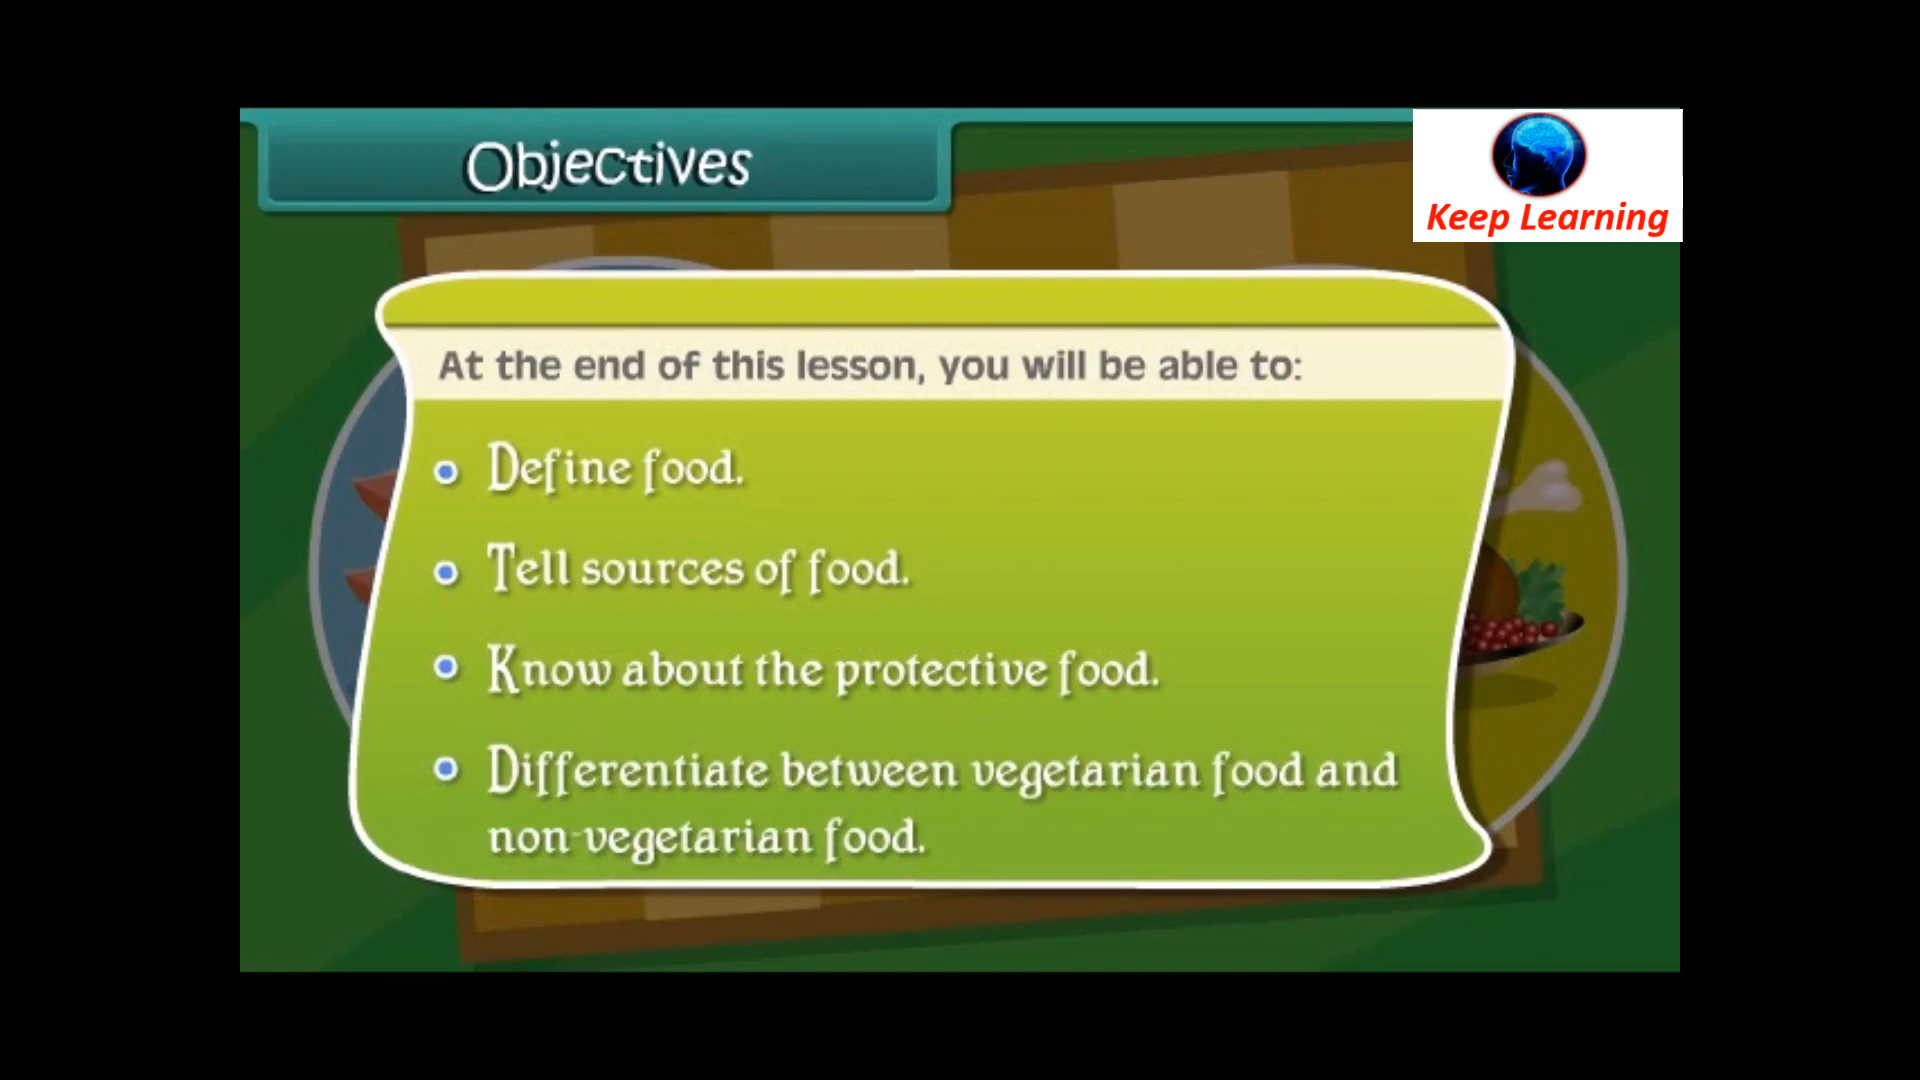 Objectives
Keep Learning
At the end of this lesson, you will be able to:
Define food.
Tell sources of food.
Know about the protective food.
Differentiate between vegetarian food and
non-vegetarian food.